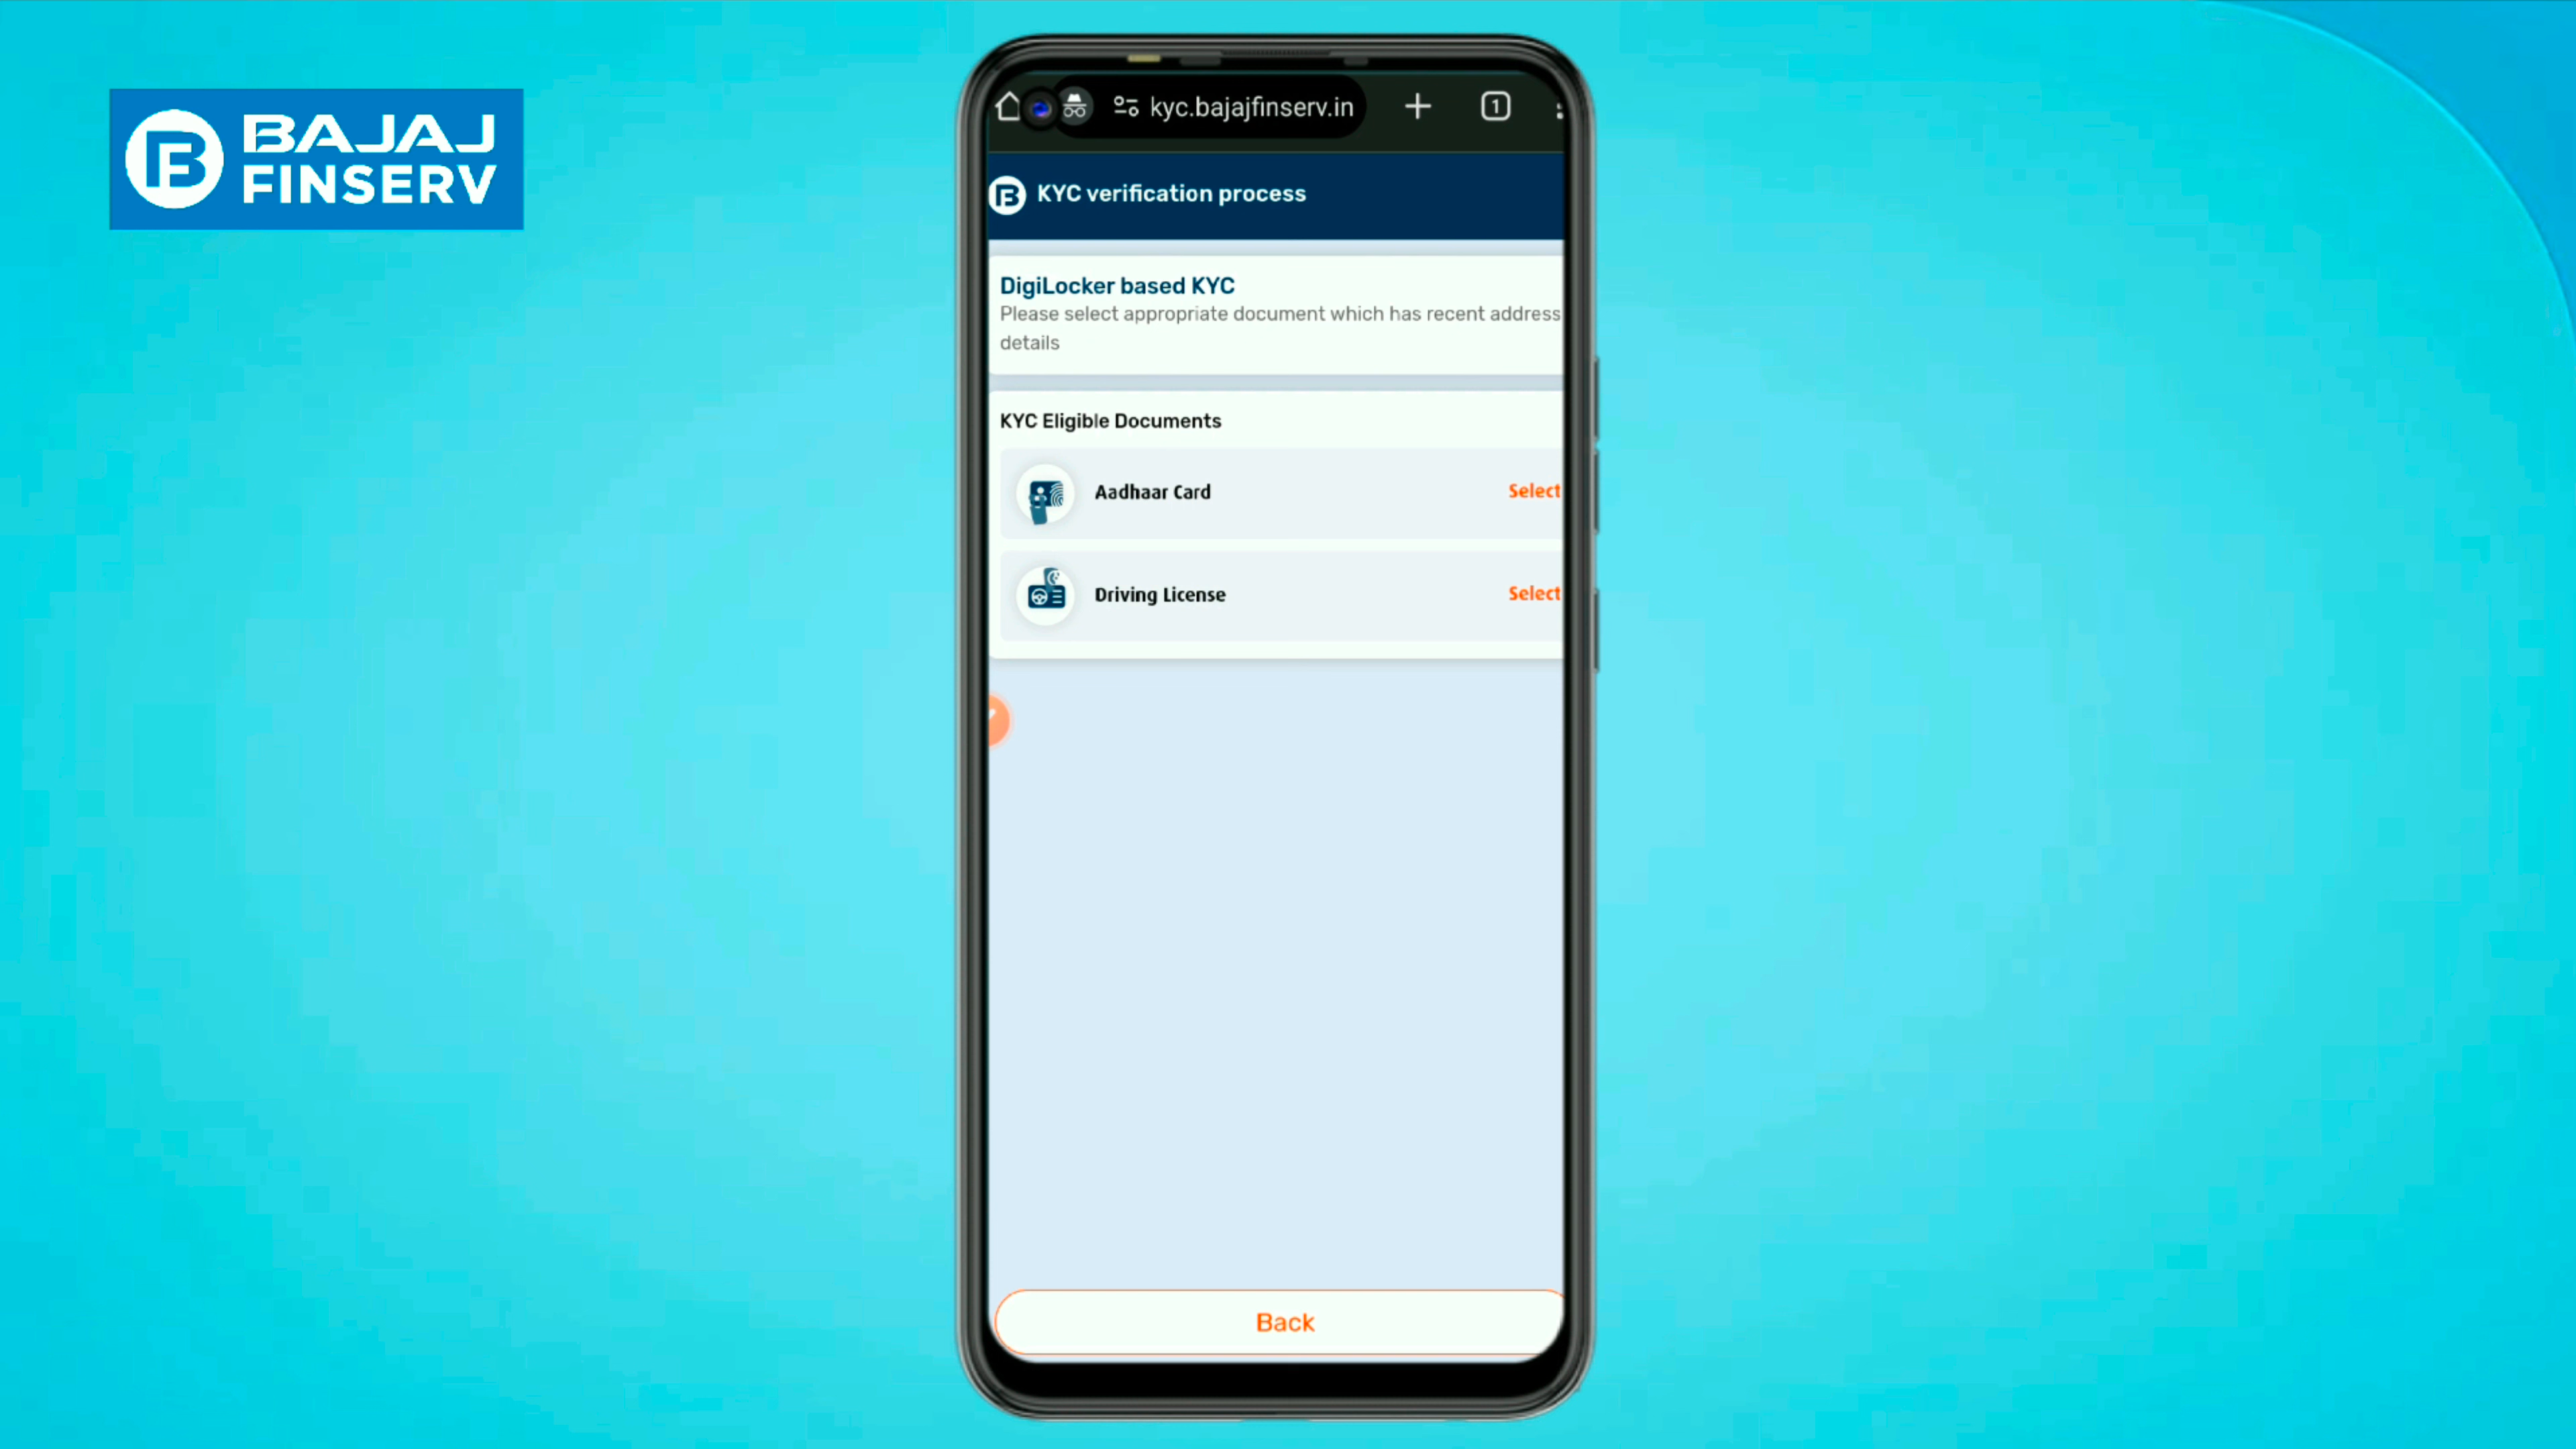 BAJAJ
FINSERV
kyc.bajajfinserv.in
1
KYC verification process
DigiLocker based KYC
Please select appropriate document which has recent address
details
KYC Eligible Documents
Aadhaar Card
Select
Driving License
Select
Back